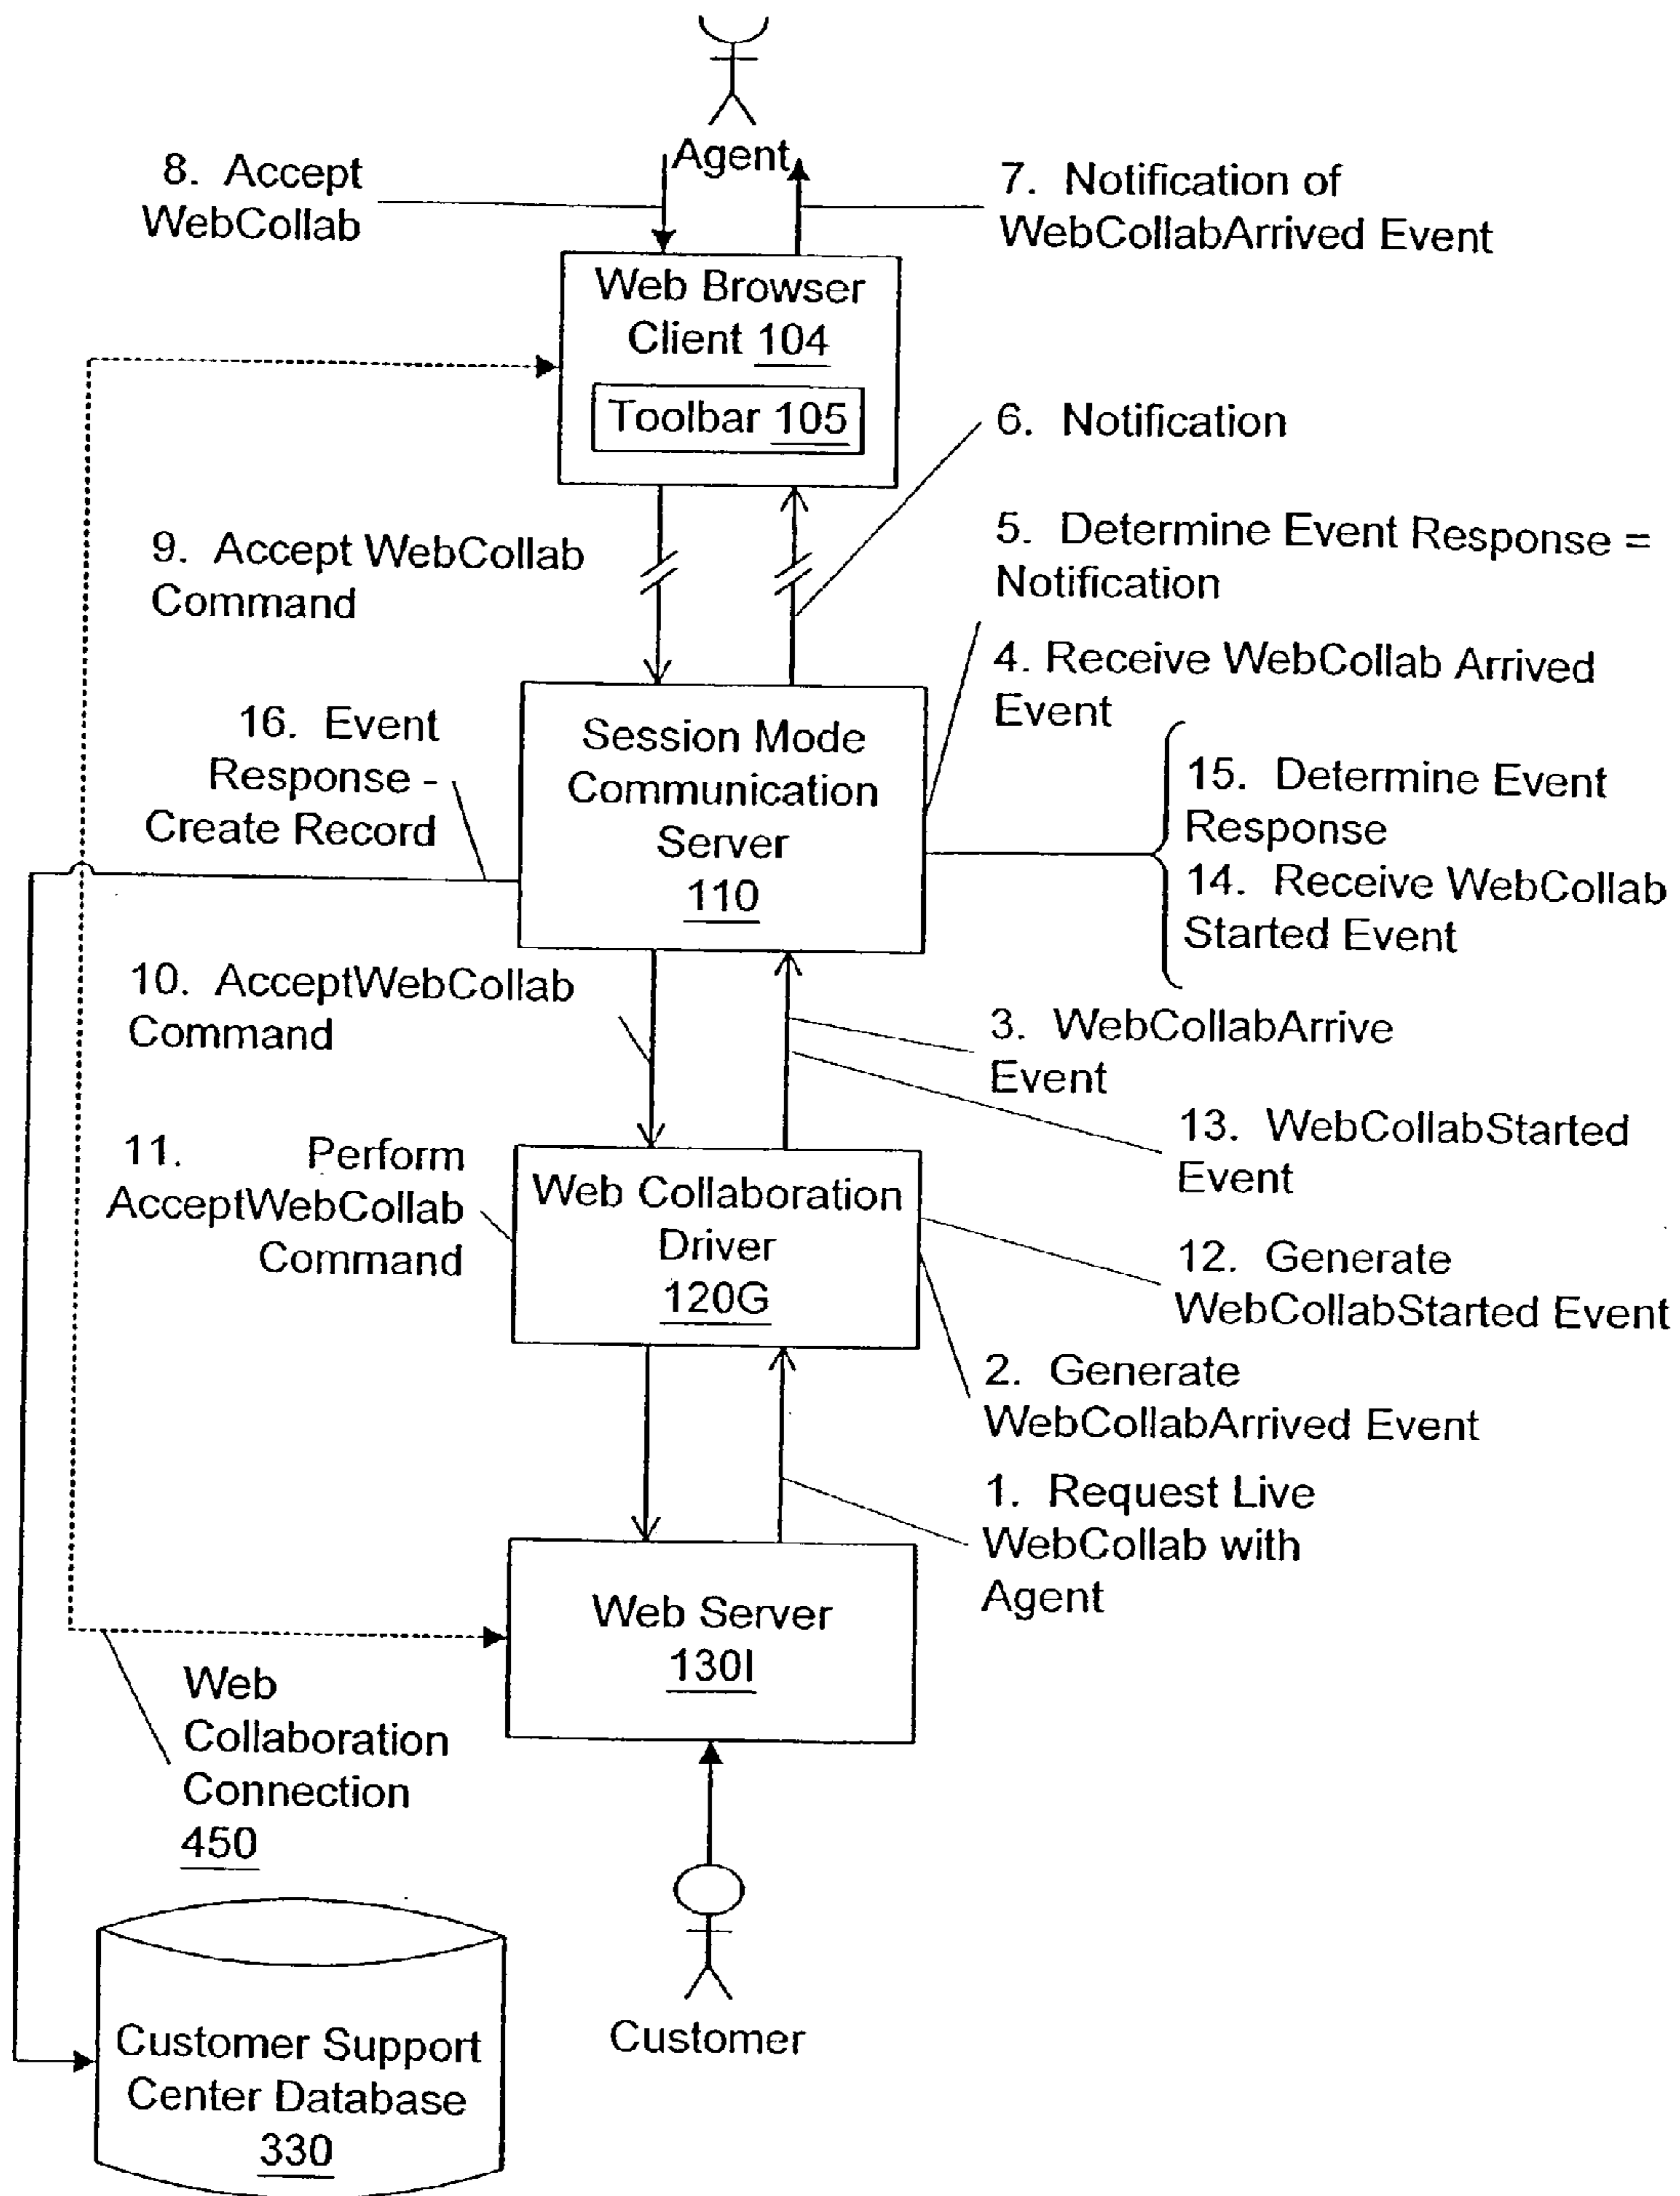 Agent
8. Accept
WebCollab
7. Notification of
WebCollabArrived Event
Web Browser
Client 104
Toolbar 105
6. Notification
9. Accept WebCollab
Command
5. Determine Event Response =
Notification
4. Receive WebCollab Arrived
Event
16. Event
Response -
Create Record
Session Mode
Communication
Server
110
15. Determine Event
Response
14. Receive WebCollab
Started Event
10. AcceptWebCollab
Command
3. WebCollabArrive
Event
13. WebCollabStarted
Event
11. Perform
AcceptWebCollab
Command
Web Collaboration
Driver
120G
12. Generate
WebCollabStarted Event
2. Generate
WebCollabArrived Event
1. Request Live
WebCollab with
Agent
Web Server
130I
Web
Collaboration
Connection
450
Customer
Customer Support
Center Database
330